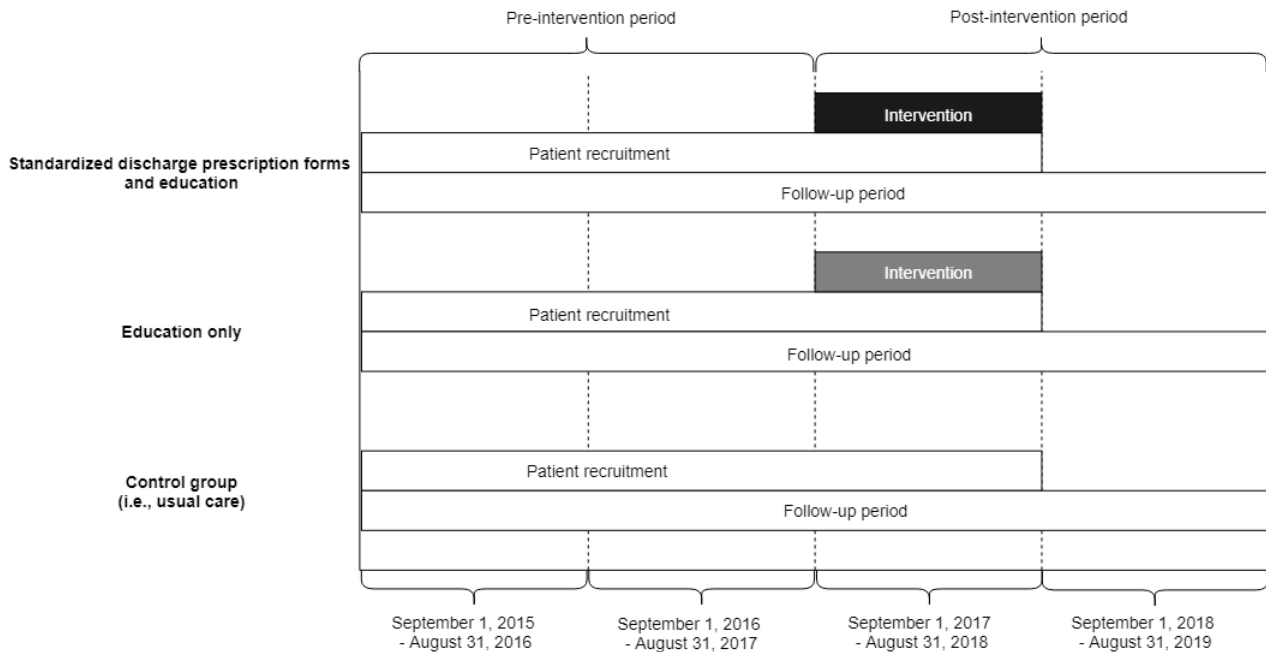 Pre-intervention period
Post-intervention period
Intervention
Standardized discharge prescription forms
and education
Patient recruitment
Follow-up period
Intervention
Education only
Patient recruitment
Follow-up period
Control group
(i.e., usual care)
Patient recruitment
Follow-up period
September 1, 2015
- August 31, 2016
September 1, 2016
- August 31, 2017
September 1, 2017
- August 31, 2018
September 1, 2018
- August 31, 2019